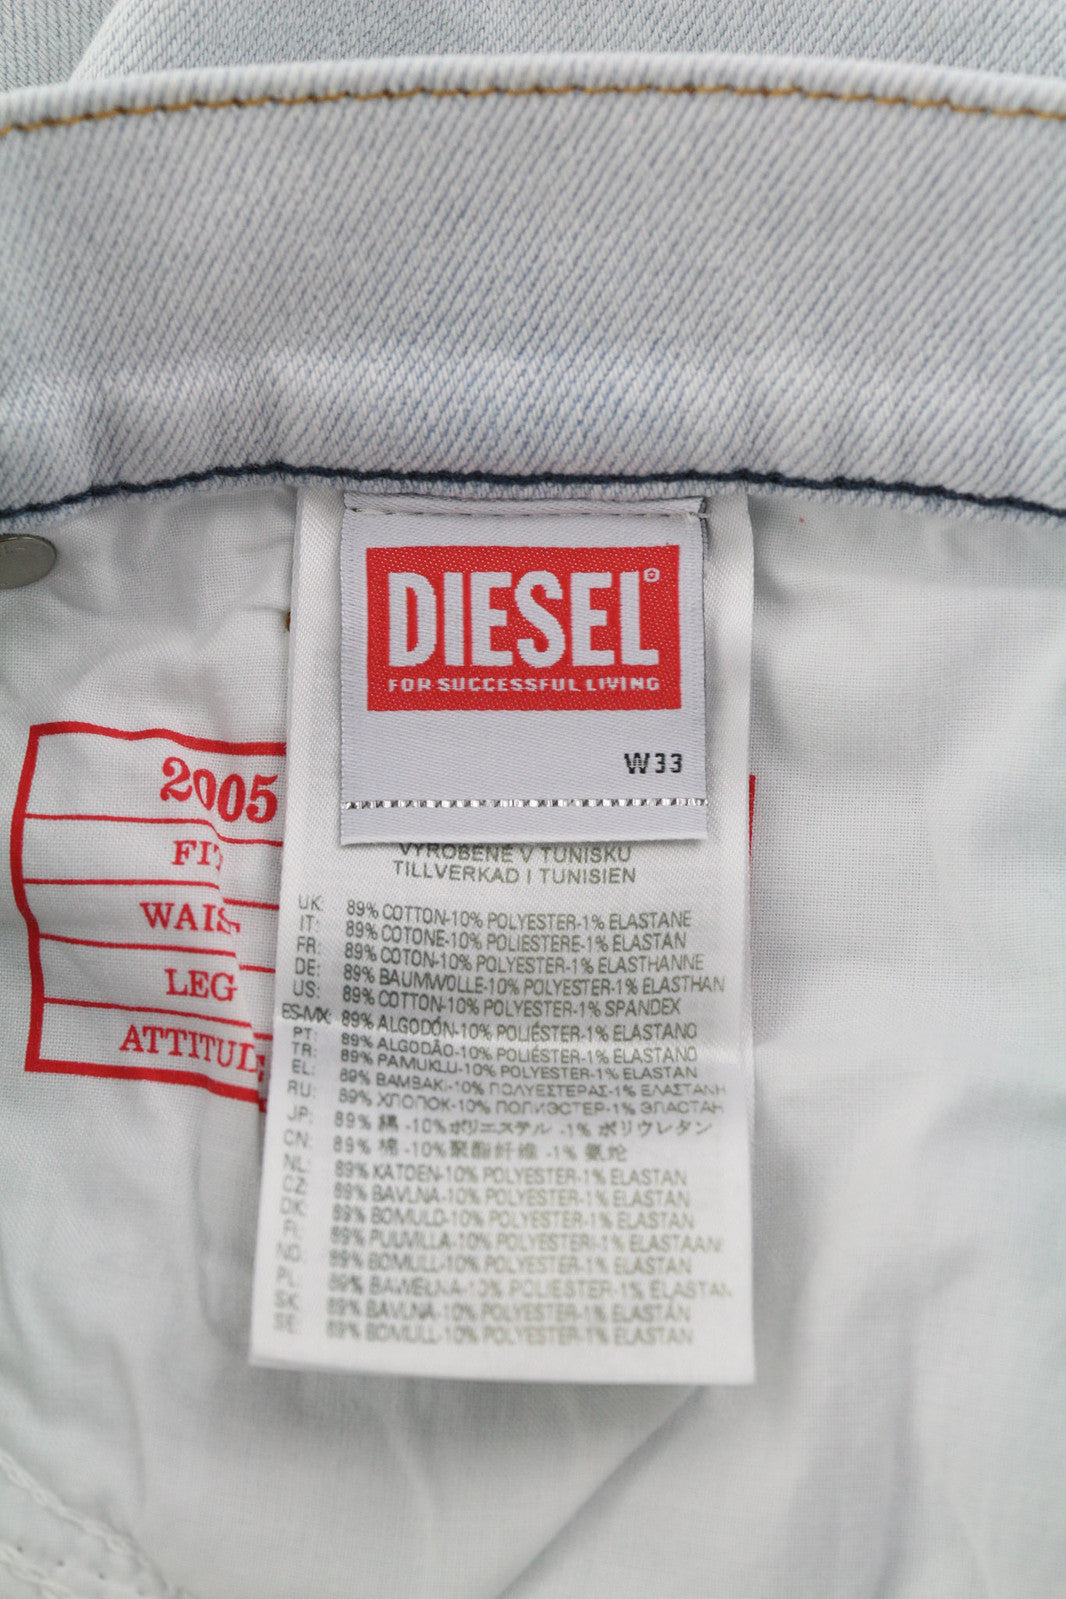 DIESEL
FOR SUCCESSFUL LIVING
W33
2005
FIT
WAIS
LEG
ATTITUD
VYROBENÉ V TUNISKU
TILLVERKAD I TUNISIEN
UK: 89% COTTON-10% POLYESTER-1% ELASTANE
IT: 89% COTONE-10% POLIESTERE-1% ELASTAN
FR: 89% COTON-10% POLYESTER-1% ELASTHANNE
DE: 89% BAUMWOLLE-10% POLYESTER-1% ELASTHAN
US: 89% COTTON-10% POLYESTER-1% SPANDEX
ES-MX: 89% ALGODÓN-10% POLIÉSTER-1% ELASTANO
PT: 89% ALGODÃO-10% POLIÉSTER-1% ELASTANO
TR: 89% PAMUKLU-10% POLYESTER-1% ELASTAN
EL: 89% ΒΑΜΒΑΚΙ-10% ΠΟΛΥΕΣΤΕΡΑΣ-1% ΕΛΑΣΤΑΝΗ
RU: 89% ХЛОПОК-10% ПОЛИЭСТЕР-1% ЭЛАСТАН
JP: 89% 綿 -10% ポリエステル -1% ポリウレタン
CN: 89% 棉 -10% 聚酯纤维 -1% 氨纶
NL: 89% KATOEN-10% POLYESTER-1% ELASTAN
CZ: 89% BAVLNA-10% POLYESTER-1% ELASTAN
DK: 89% BOMULD-10% POLYESTER-1% ELASTAN
FI: 89% PUUVILLA-10% POLYESTERI-1% ELASTAANI
NO: 89% BOMULL-10% POLYESTER-1% ELASTAN
PL: 89% BAWEŁNA-10% POLIESTER-1% ELASTAN
SK: 89% BAVLNA-10% POLYESTER-1% ELASTÁN
SE: 89% BOMULL-10% POLYESTER-1% ELASTAN